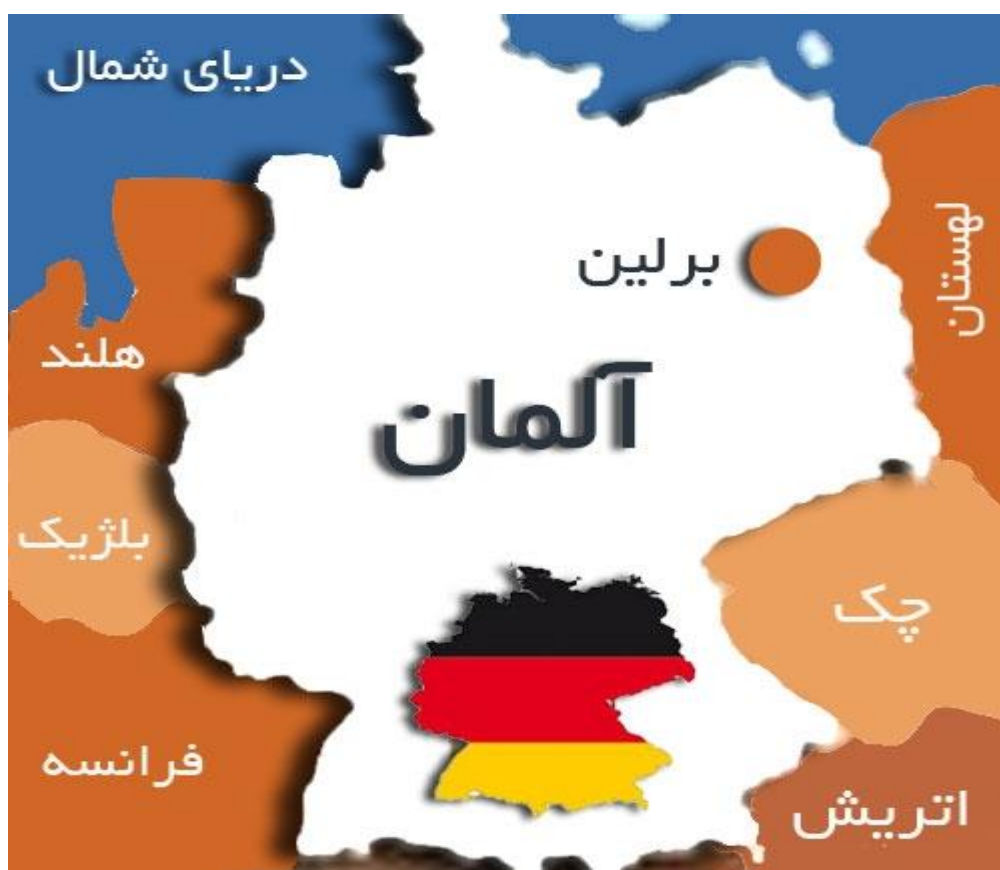 دریای شمال
لهستان
برلین
هلند
آلمان
بلژیک
چک
فرانسه
اتریش